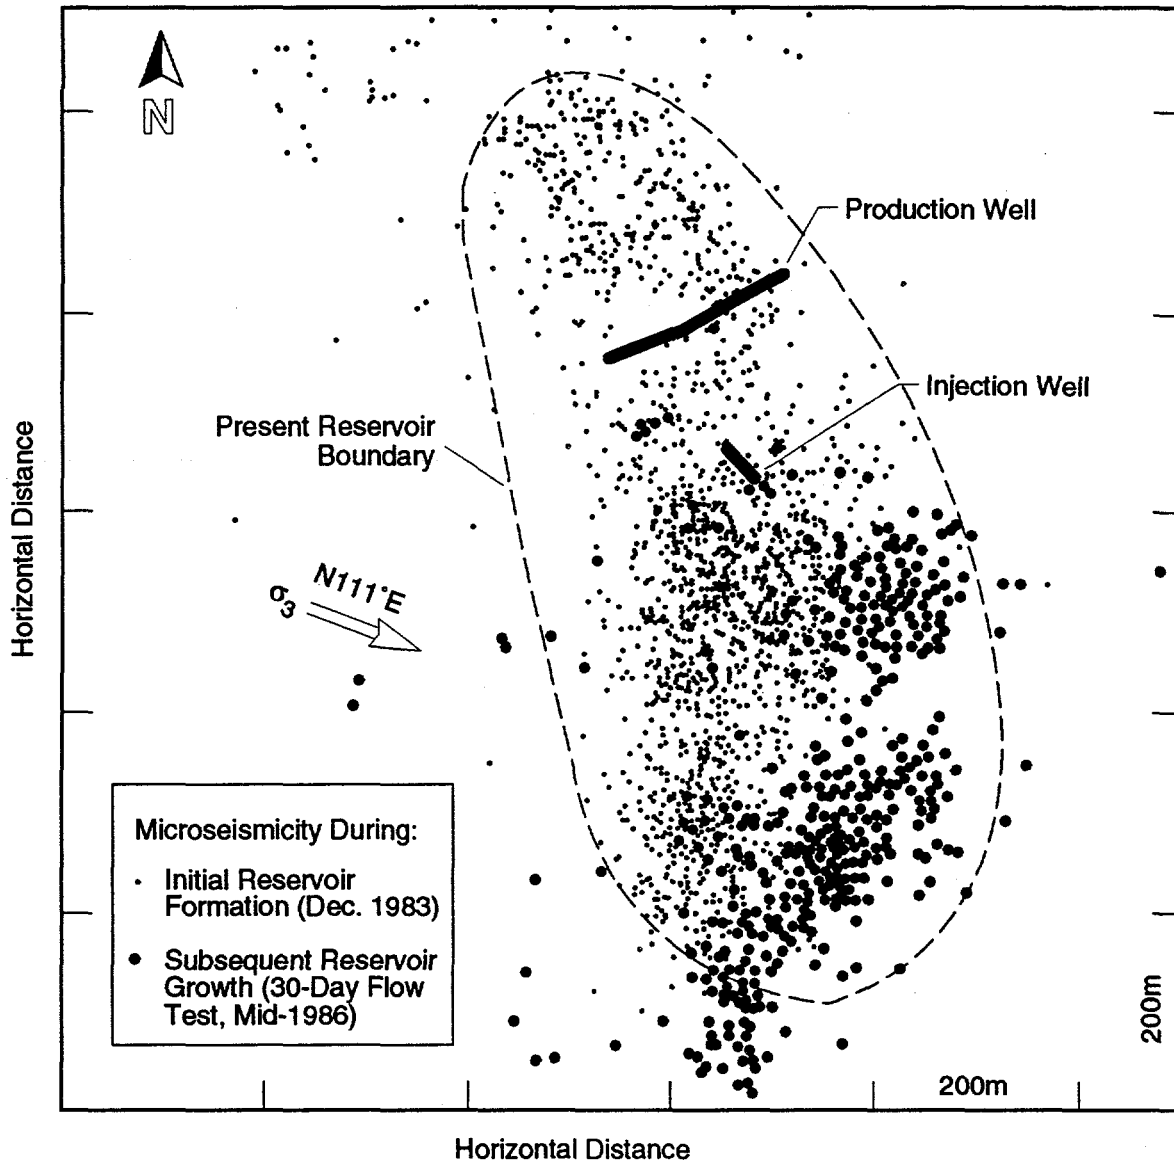 N
Production Well
Injection Well
Present Reservoir
Boundary
Horizontal Distance
σ3
N111°E
Microseismicity During:
Initial Reservoir
Formation (Dec. 1983)
Subsequent Reservoir
Growth (30-Day Flow
Test, Mid-1986)
200m
200m
Horizontal Distance